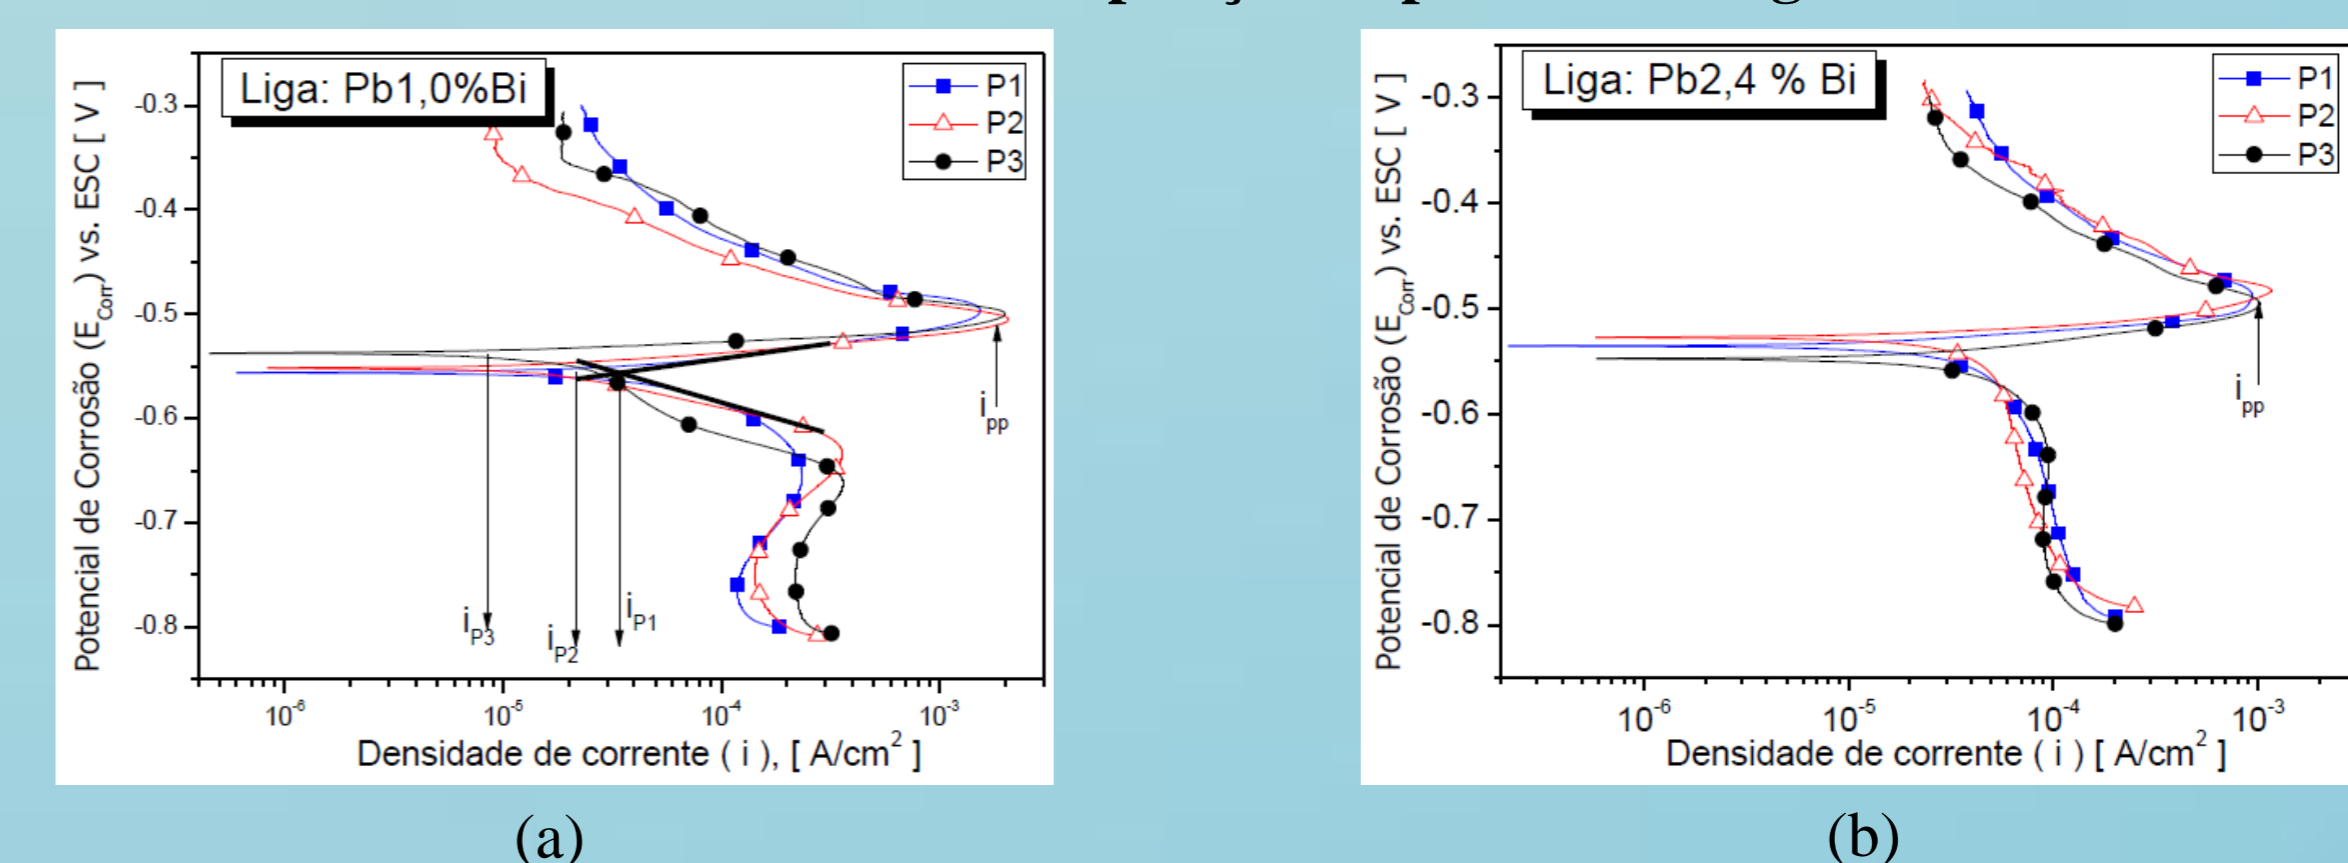 Liga: Pb1,0%Bi
P1
P2
P3
Potencial de Corrosão (E_Corr) vs. ESC [ V ]
-0.3
-0.4
-0.5
-0.6
-0.7
-0.8
i_pp
i_P3
i_P2
i_P1
10^-6 10^-5 10^-4 10^-3
Densidade de corrente ( i ), [ A/cm^2 ]
(a)
Liga: Pb2,4 % Bi
P1
P2
P3
Potencial de Corrosão (E_Corr) vs. ESC [ V ]
-0.3
-0.4
-0.5
-0.6
-0.7
-0.8
i_pp
10^-6 10^-5 10^-4 10^-3
Densidade de corrente ( i ) [ A/cm^2 ]
(b)